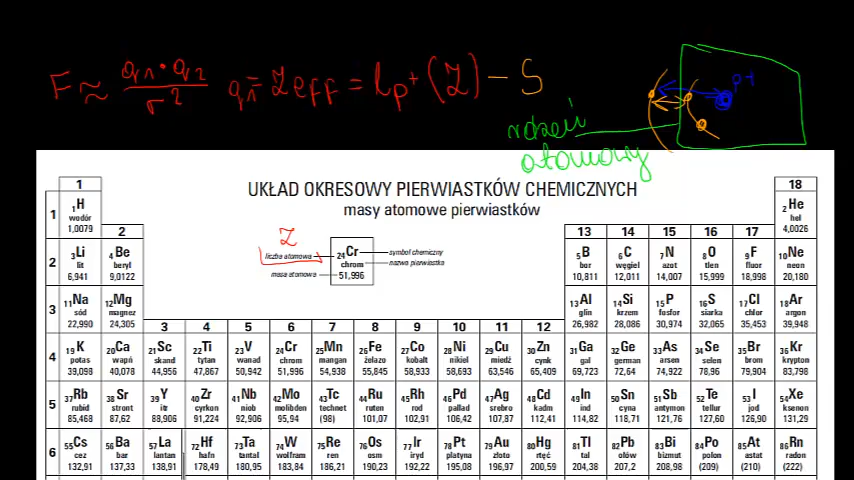 F ≈ q1 · q2 / r² q1 = Zeff = lp+ (Z) - S
p+
rdzeń
atomowy
UKŁAD OKRESOWY PIERWIASTKÓW CHEMICZNYCH
masy atomowe pierwiastków
Z
liczba atomowa 24Cr symbol chemiczny
chrom nazwa pierwiastka
masa atomowa 51,996
1 18
1 1H 2He
wodór hel
1,0079 2 13 14 15 16 17 4,0026
2 3Li 4Be 5B 6C 7N 8O 9F 10Ne
lit beryl bor węgiel azot tlen fluor neon
6,941 9,0122 10,811 12,011 14,007 15,999 18,998 20,180
3 11Na 12Mg 13Al 14Si 15P 16S 17Cl 18Ar
sód magnez glin krzem fosfor siarka chlor argon
22,990 24,305 3 4 5 6 7 8 9 10 11 12 26,982 28,086 30,974 32,065 35,453 39,948
4 19K 20Ca 21Sc 22Ti 23V 24Cr 25Mn 26Fe 27Co 28Ni 29Cu 30Zn 31Ga 32Ge 33As 34Se 35Br 36Kr
potas wapń skand tytan wanad chrom mangan żelazo kobalt nikiel miedź cynk gal german arsen selen brom krypton
39,098 40,078 44,956 47,867 50,942 51,996 54,938 55,845 58,933 58,693 63,546 65,409 69,723 72,64 74,922 78,96 79,904 83,798
5 37Rb 38Sr 39Y 40Zr 41Nb 42Mo 43Tc 44Ru 45Rh 46Pd 47Ag 48Cd 49In 50Sn 51Sb 52Te 53I 54Xe
rubid stront itr cyrkon niob molibden technet ruten rod pallad srebro kadm ind cyna antymon tellur jod ksenon
85,468 87,62 88,906 91,224 92,906 95,94 (98) 101,07 102,91 106,42 107,87 112,41 114,82 118,71 121,76 127,60 126,90 131,29
6 55Cs 56Ba 57La 72Hf 73Ta 74W 75Re 76Os 77Ir 78Pt 79Au 80Hg 81Tl 82Pb 83Bi 84Po 85At 86Rn
cez bar lantan hafn tantal wolfram ren osm iryd platyna złoto rtęć tal ołów bizmut polon astat radon
132,91 137,33 138,91 178,49 180,95 183,84 186,21 190,23 192,22 195,08 196,97 200,59 204,38 207,2 208,98 (209) (210) (222)